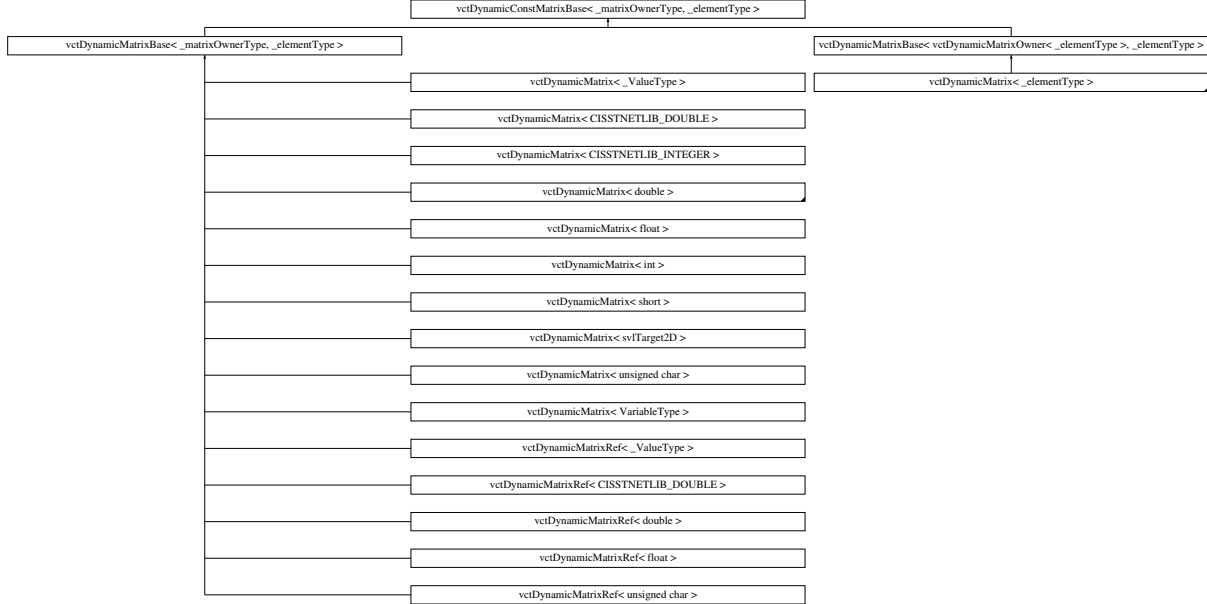 vctDynamicConstMatrixBase< _matrixOwnerType, _elementType >
vctDynamicMatrixBase< _matrixOwnerType, _elementType >
vctDynamicMatrixBase< vctDynamicMatrixOwner< _elementType >, _elementType >
vctDynamicMatrix< _ValueType >
vctDynamicMatrix< _elementType >
vctDynamicMatrix< CISSTNETLIB_DOUBLE >
vctDynamicMatrix< CISSTNETLIB_INTEGER >
vctDynamicMatrix< double >
vctDynamicMatrix< float >
vctDynamicMatrix< int >
vctDynamicMatrix< short >
vctDynamicMatrix< svlTarget2D >
vctDynamicMatrix< unsigned char >
vctDynamicMatrix< VariableType >
vctDynamicMatrixRef< _ValueType >
vctDynamicMatrixRef< CISSTNETLIB_DOUBLE >
vctDynamicMatrixRef< double >
vctDynamicMatrixRef< float >
vctDynamicMatrixRef< unsigned char >